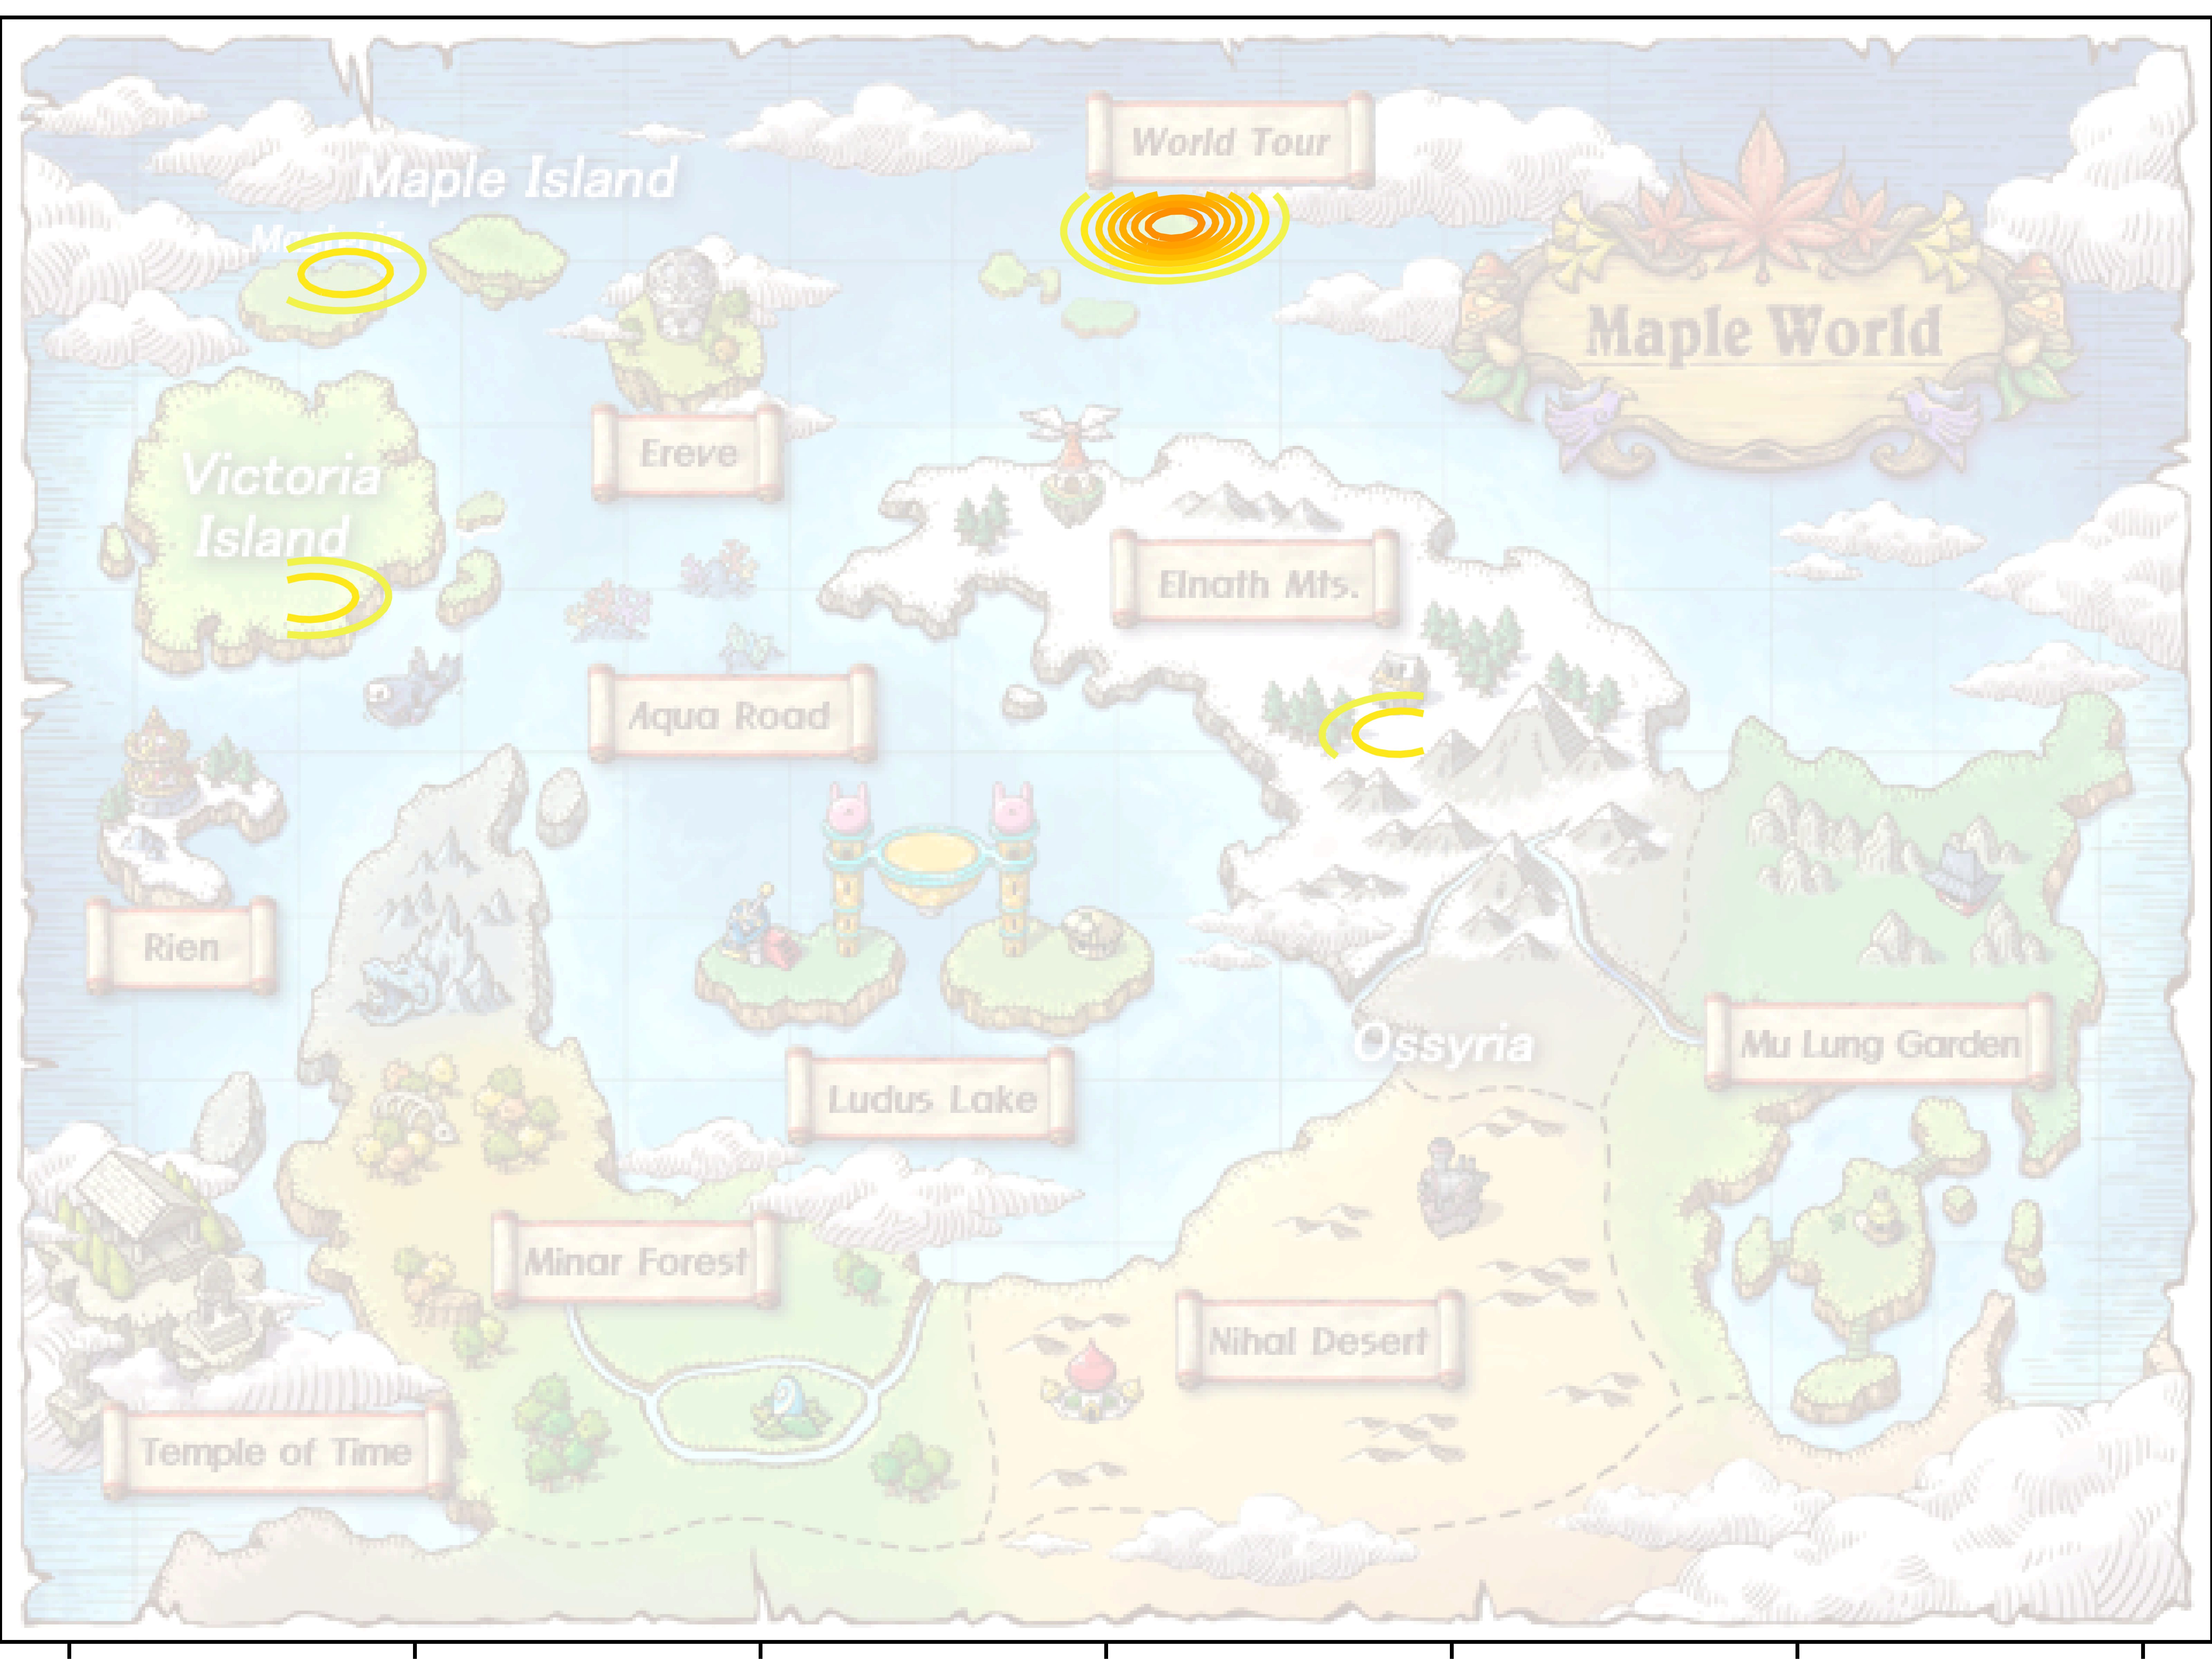 World Tour
Maple Island
Masteria
Maple World
Ereve
Victoria
Island
Elnath Mts.
Aqua Road
Rien
Ossyria
Mu Lung Garden
Ludus Lake
Minar Forest
Nihal Desert
Temple of Time